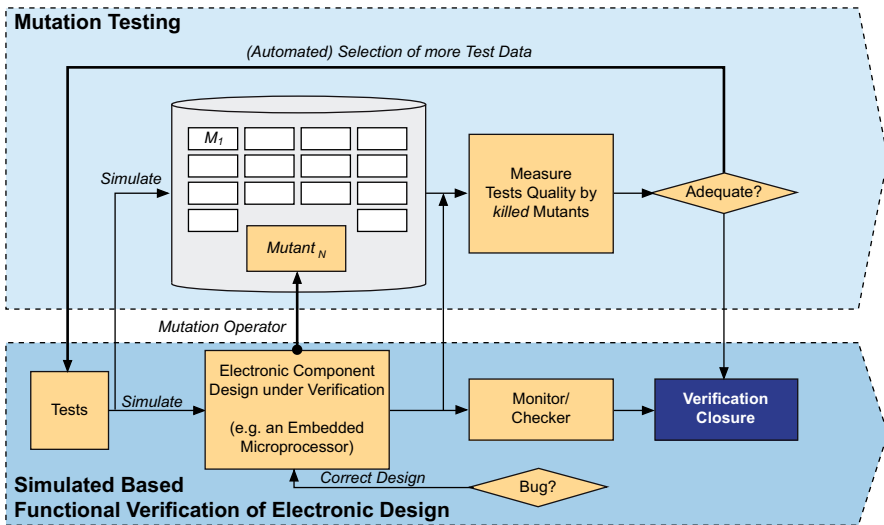 Mutation Testing
(Automated) Selection of more Test Data
M1
Simulate
Measure
Tests Quality by
killed Mutants
Adequate?
Mutant N
Mutation Operator
Electronic Component
Design under Verification
(e.g. an Embedded
Microprocessor)
Tests
Simulate
Monitor/
Checker
Verification
Closure
Correct Design
Bug?
Simulated Based
Functional Verification of Electronic Design